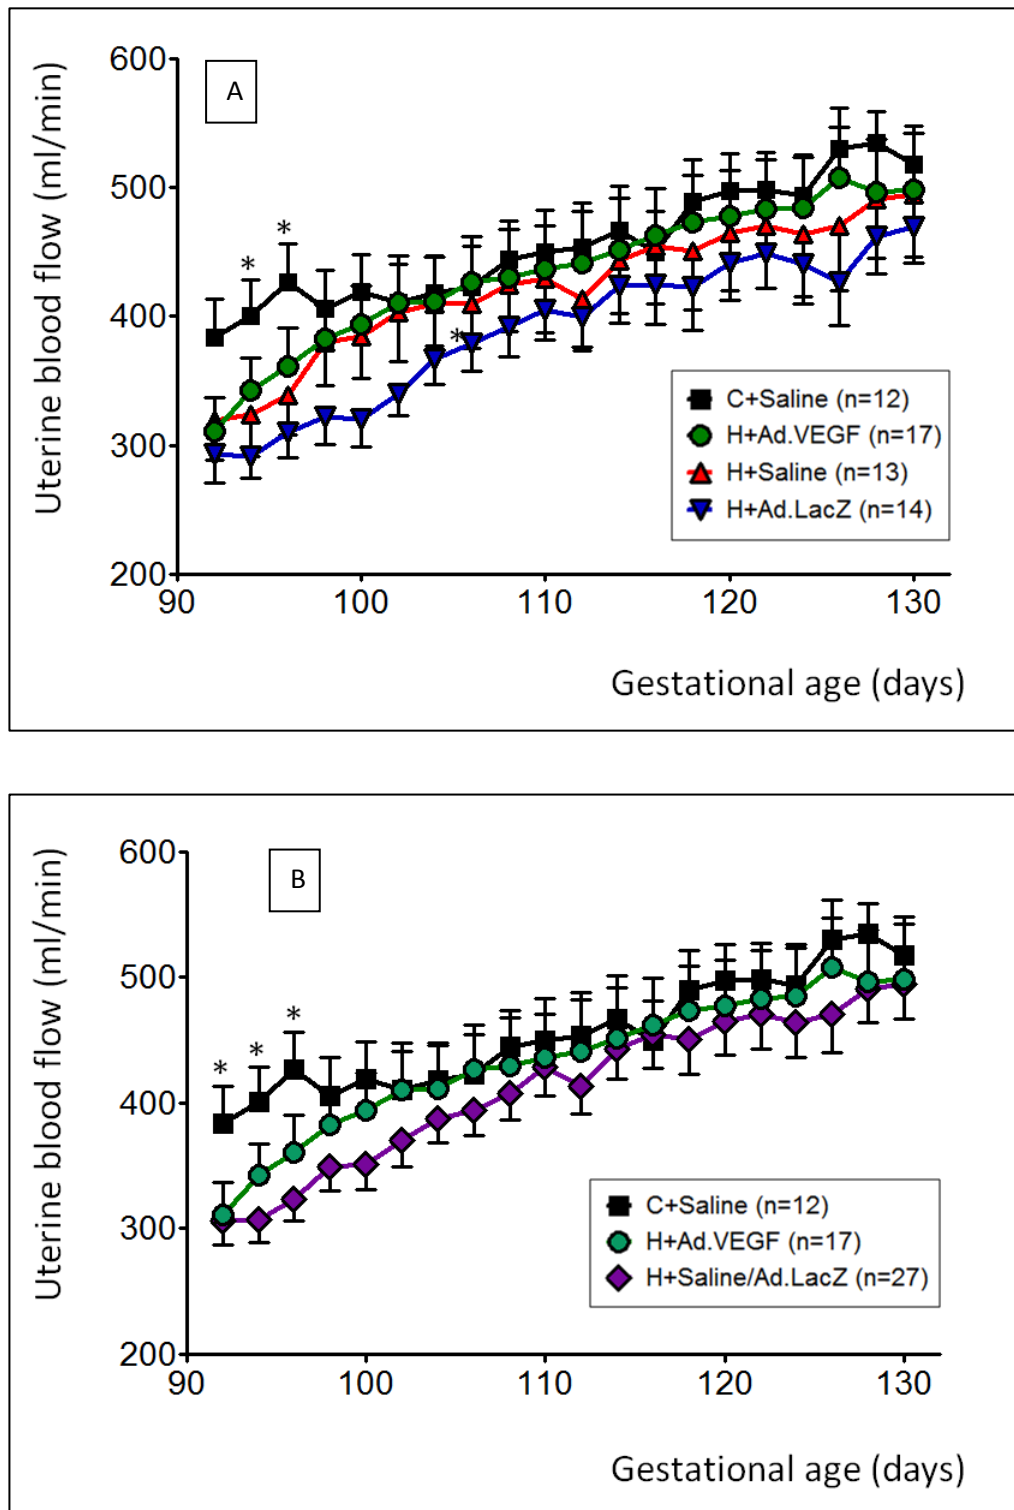 A
600
500
400
300
200
Uterine blood flow (ml/min)
*
*
*
*
C+Saline (n=12)
H+Ad.VEGF (n=17)
H+Saline (n=13)
H+Ad.LacZ (n=14)
90 100 110 120 130
Gestational age (days)
B
600
500
400
300
200
Uterine blood flow (ml/min)
*
*
*
C+Saline (n=12)
H+Ad.VEGF (n=17)
H+Saline/Ad.LacZ (n=27)
90 100 110 120 130
Gestational age (days)